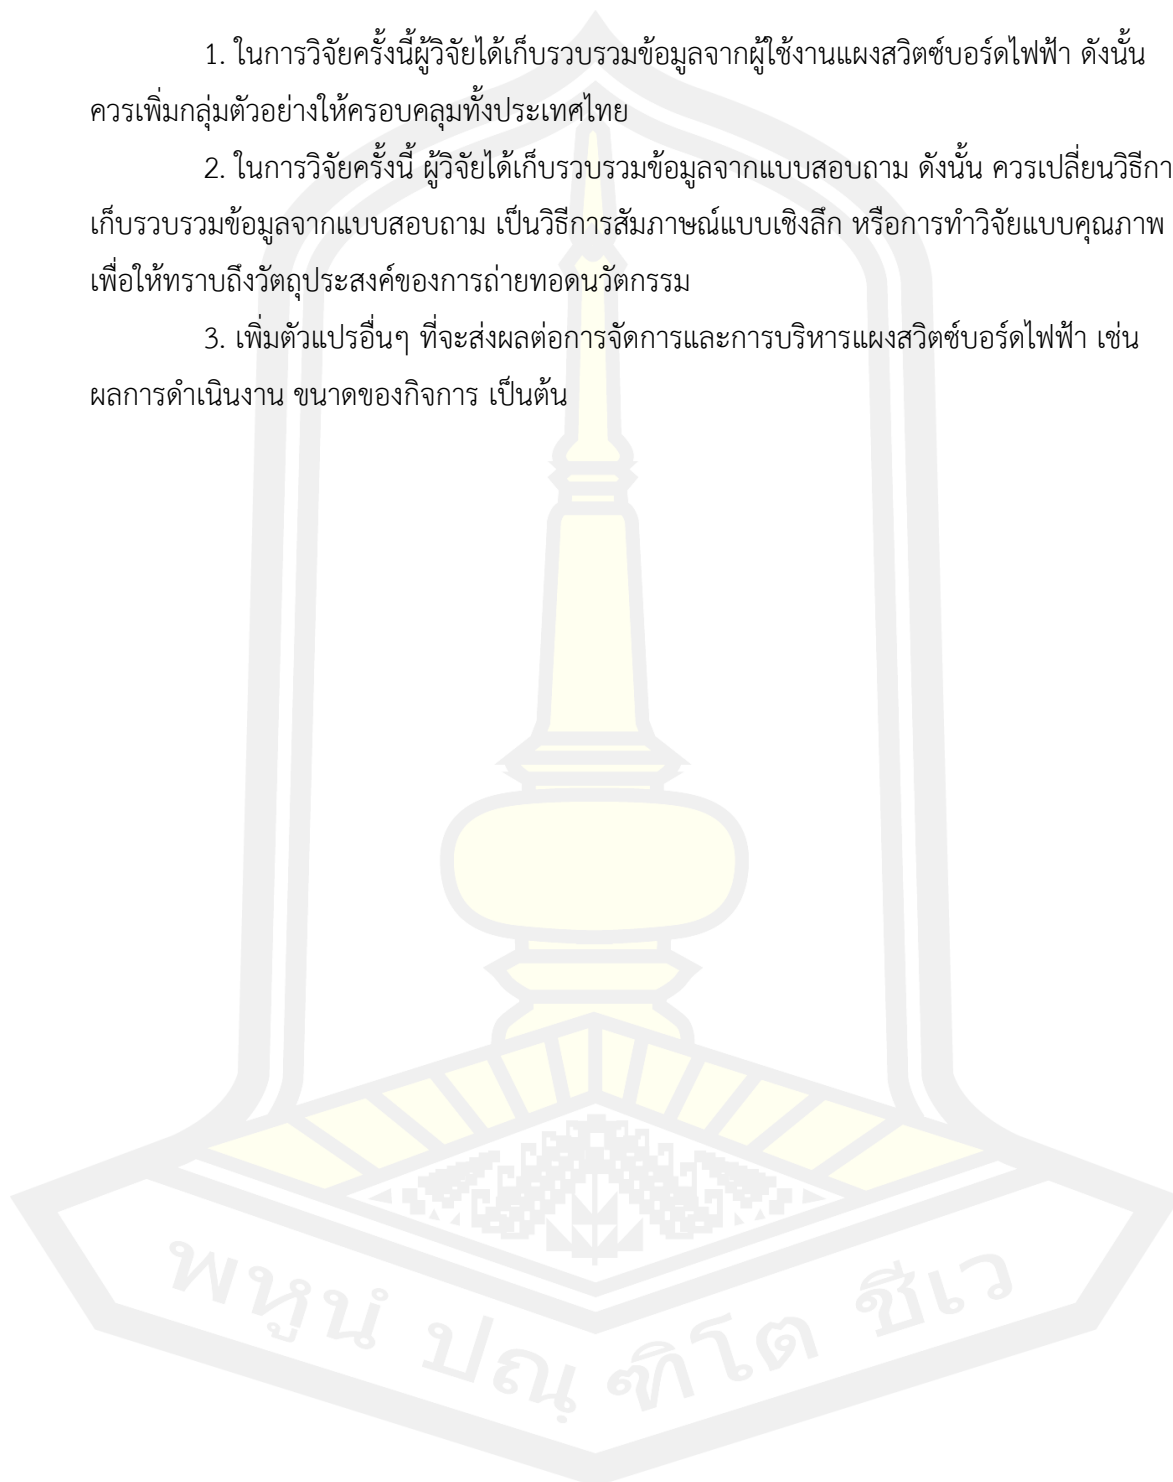 1. ในการวิจัยครั้งนี้ผู้วิจัยได้เก็บรวบรวมข้อมูลจากผู้ใช้งานแผงสวิตซ์บอร์ดไฟฟ้า ดังนั้น
ควรเพิ่มกลุ่มตัวอย่างให้ครอบคลุมทั้งประเทศไทย
2. ในการวิจัยครั้งนี้ ผู้วิจัยได้เก็บรวบรวมข้อมูลจากแบบสอบถาม ดังนั้น ควรเปลี่ยนวิธีกา
เก็บรวบรวมข้อมูลจากแบบสอบถาม เป็นวิธีการสัมภาษณ์แบบเชิงลึก หรือการทำวิจัยแบบคุณภาพ
เพื่อให้ทราบถึงวัตถุประสงค์ของการถ่ายทอดนวัตกรรม
3. เพิ่มตัวแปรอื่นๆ ที่จะส่งผลต่อการจัดการและการบริหารแผงสวิตซ์บอร์ดไฟฟ้า เช่น
ผลการดำเนินงาน ขนาดของกิจการ เป็นต้น
พหูนํ ปณฺฑิโต ชีเว